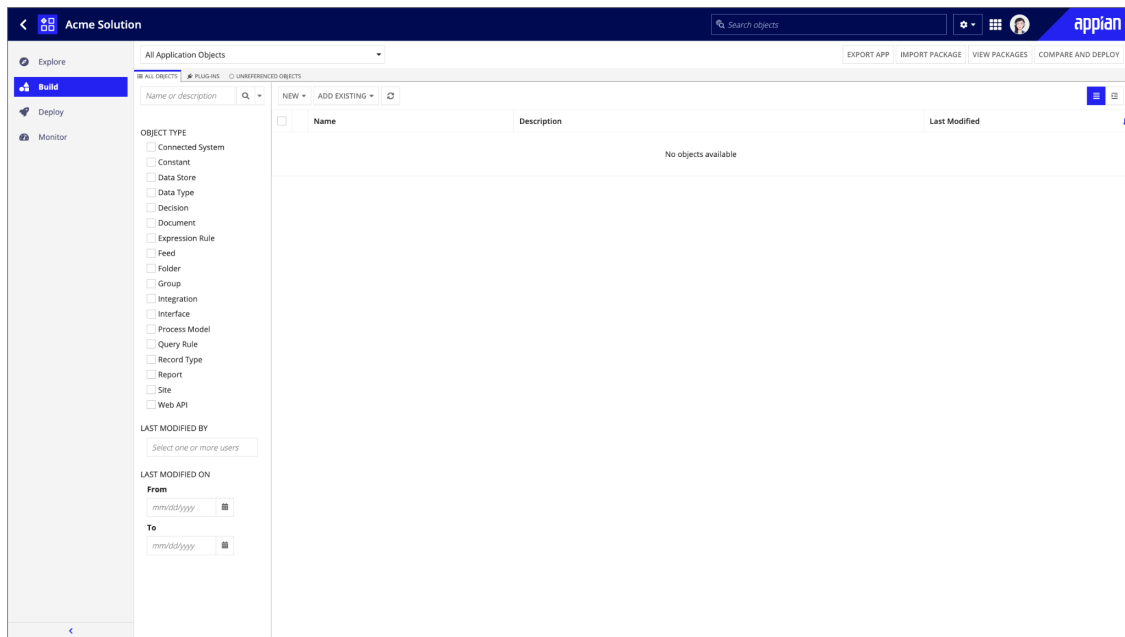 Acme Solution
Search objects
appian
Explore
Build
Deploy
Monitor
All Application Objects
EXPORT APP IMPORT PACKAGE VIEW PACKAGES COMPARE AND DEPLOY
ALL OBJECTS PLUG-INS UNREFERENCED OBJECTS
Name or description
NEW ADD EXISTING
Name Description Last Modified
No objects available
OBJECT TYPE
Connected System
Constant
Data Store
Data Type
Decision
Document
Expression Rule
Feed
Folder
Group
Integration
Interface
Process Model
Query Rule
Record Type
Report
Site
Web API
LAST MODIFIED BY
Select one or more users
LAST MODIFIED ON
From
mm/dd/yyyy
To
mm/dd/yyyy